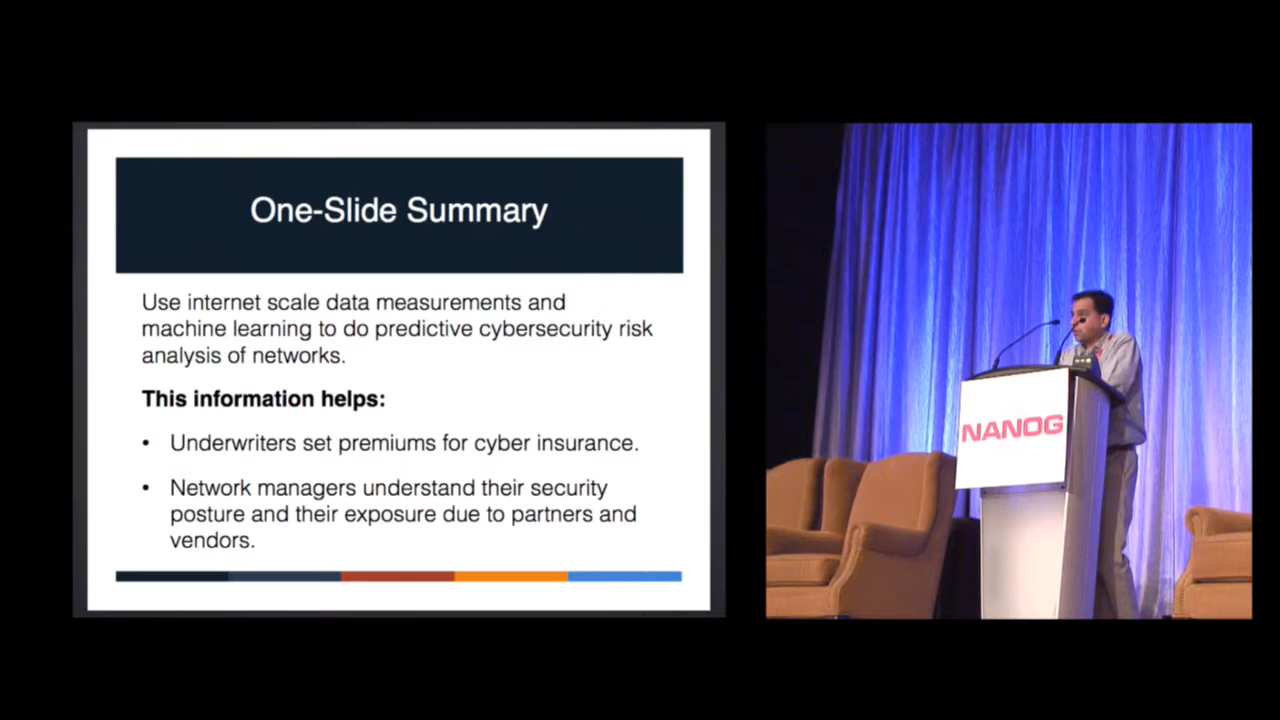 One-Slide Summary
Use internet scale data measurements and
machine learning to do predictive cybersecurity risk
analysis of networks.
This information helps:
• Underwriters set premiums for cyber insurance.
• Network managers understand their security
posture and their exposure due to partners and
vendors.
NANOG